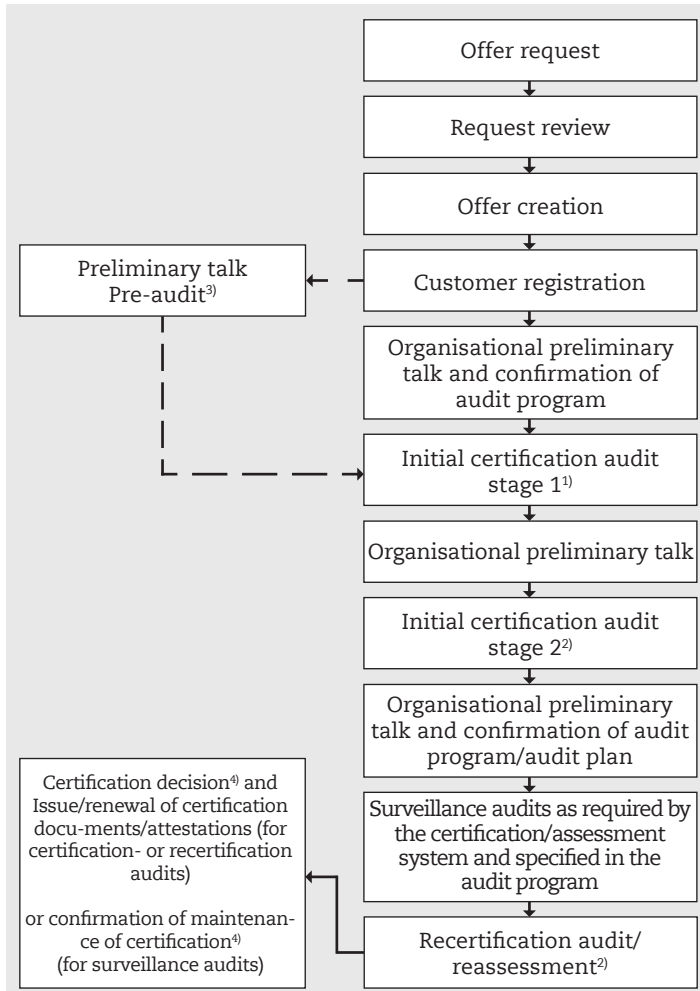 Offer request
Request review
Offer creation
Preliminary talk
Pre-audit3)
Customer registration
Organisational preliminary
talk and confirmation of
audit program
Initial certification audit
stage 11)
Organisational preliminary talk
Initial certification audit
stage 22)
Organisational preliminary
talk and confirmation of audit
program/audit plan
Certification decision4) and
Issue/renewal of certification
docu-ments/attestations (for
certification- or recertification
audits)
or confirmation of maintenan-
ce of certification4)
(for surveillance audits)
Surveillance audits as required by
the certification/assessment
system and specified in the
audit program
Recertification audit/
reassessment2)